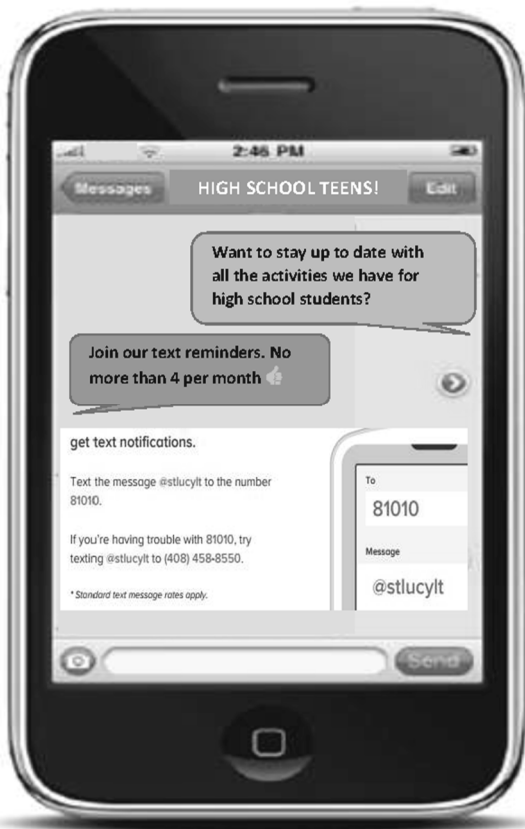 2:46 PM
Messages
HIGH SCHOOL TEENS!
Edit
Want to stay up to date with
all the activities we have for
high school students?
Join our text reminders. No
more than 4 per month
get text notifications.
Text the message @stlucylt to the number
81010.
If you're having trouble with 81010, try
texting @stlucylt to (408) 458-8550.
* Standard text message rates apply.
To
81010
Message
@stlucylt
Send